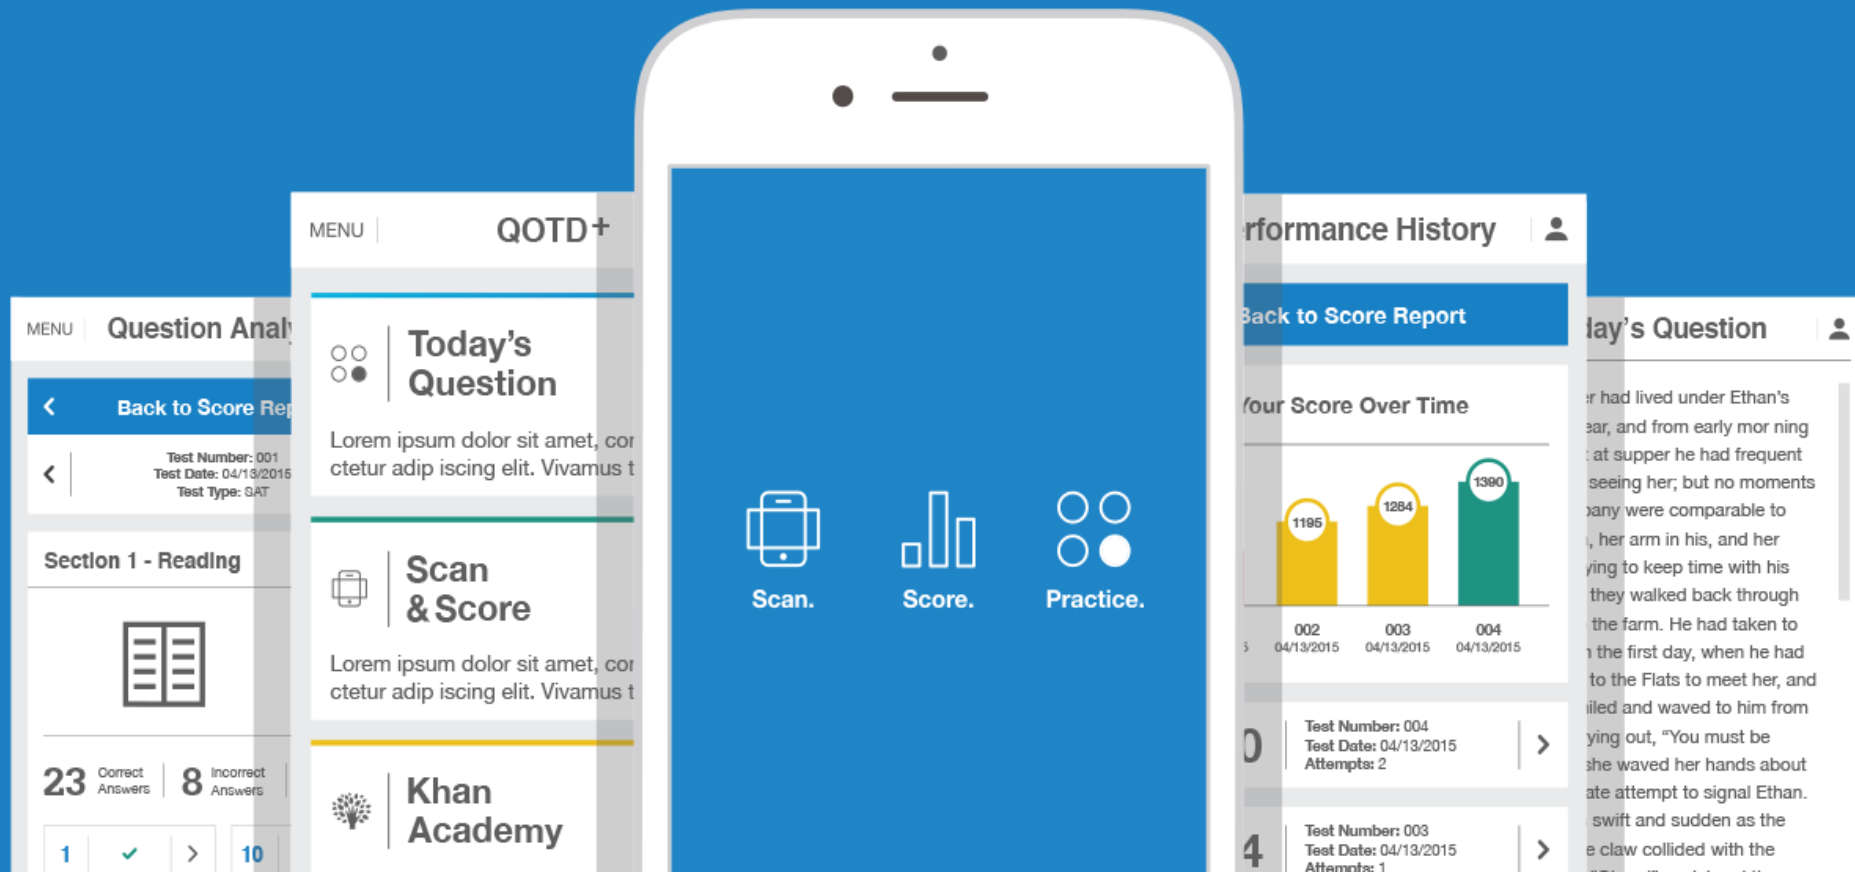 MENU
Question Analy
Back to Score Rep
Test Number: 001
Test Date: 04/13/2015
Test Type: SAT
Section 1 - Reading
23 Correct Answers
8 Incorrect Answers
1
10
MENU
QOTD+
Today's
Question
Lorem ipsum dolor sit amet, cor
ctetur adip iscing elit. Vivamus t
Scan
& Score
Lorem ipsum dolor sit amet, cor
ctetur adip iscing elit. Vivamus t
Khan
Academy
Scan.
Score.
Practice.
rformance History
Back to Score Report
Your Score Over Time
1195
1284
1390
002
003
004
5
04/13/2015
04/13/2015
04/13/2015
0
Test Number: 004
Test Date: 04/13/2015
Attempts: 2
4
Test Number: 003
Test Date: 04/13/2015
Attempts: 1
day's Question
er had lived under Ethan's
ear, and from early mor ning
at supper he had frequent
seeing her; but no moments
pany were comparable to
, her arm in his, and her
ying to keep time with his
they walked back through
the farm. He had taken to
the first day, when he had
to the Flats to meet her, and
iled and waved to him from
ying out, "You must be
she waved her hands about
ate attempt to signal Ethan.
swift and sudden as the
e claw collided with the